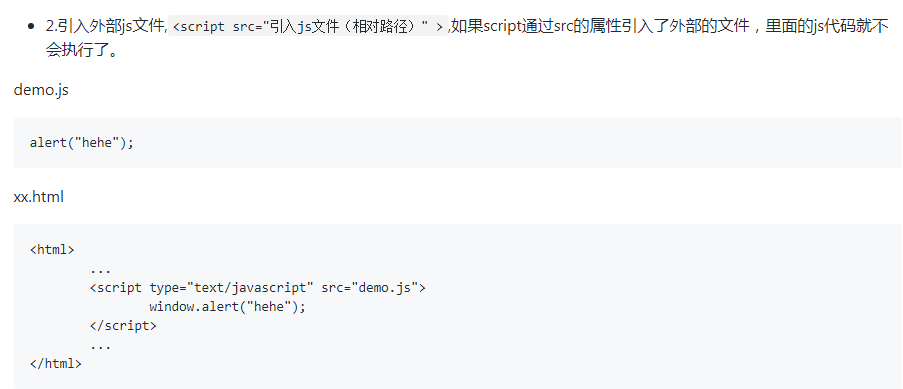 2.引入外部js文件,<script src="引入js文件（相对路径）" >,如果script通过src的属性引入了外部的文件，里面的js代码就不
会执行了。
demo.js
alert("hehe");
xx.html
<html>
...
<script type="text/javascript" src="demo.js">
window.alert("hehe");
</script>
...
</html>